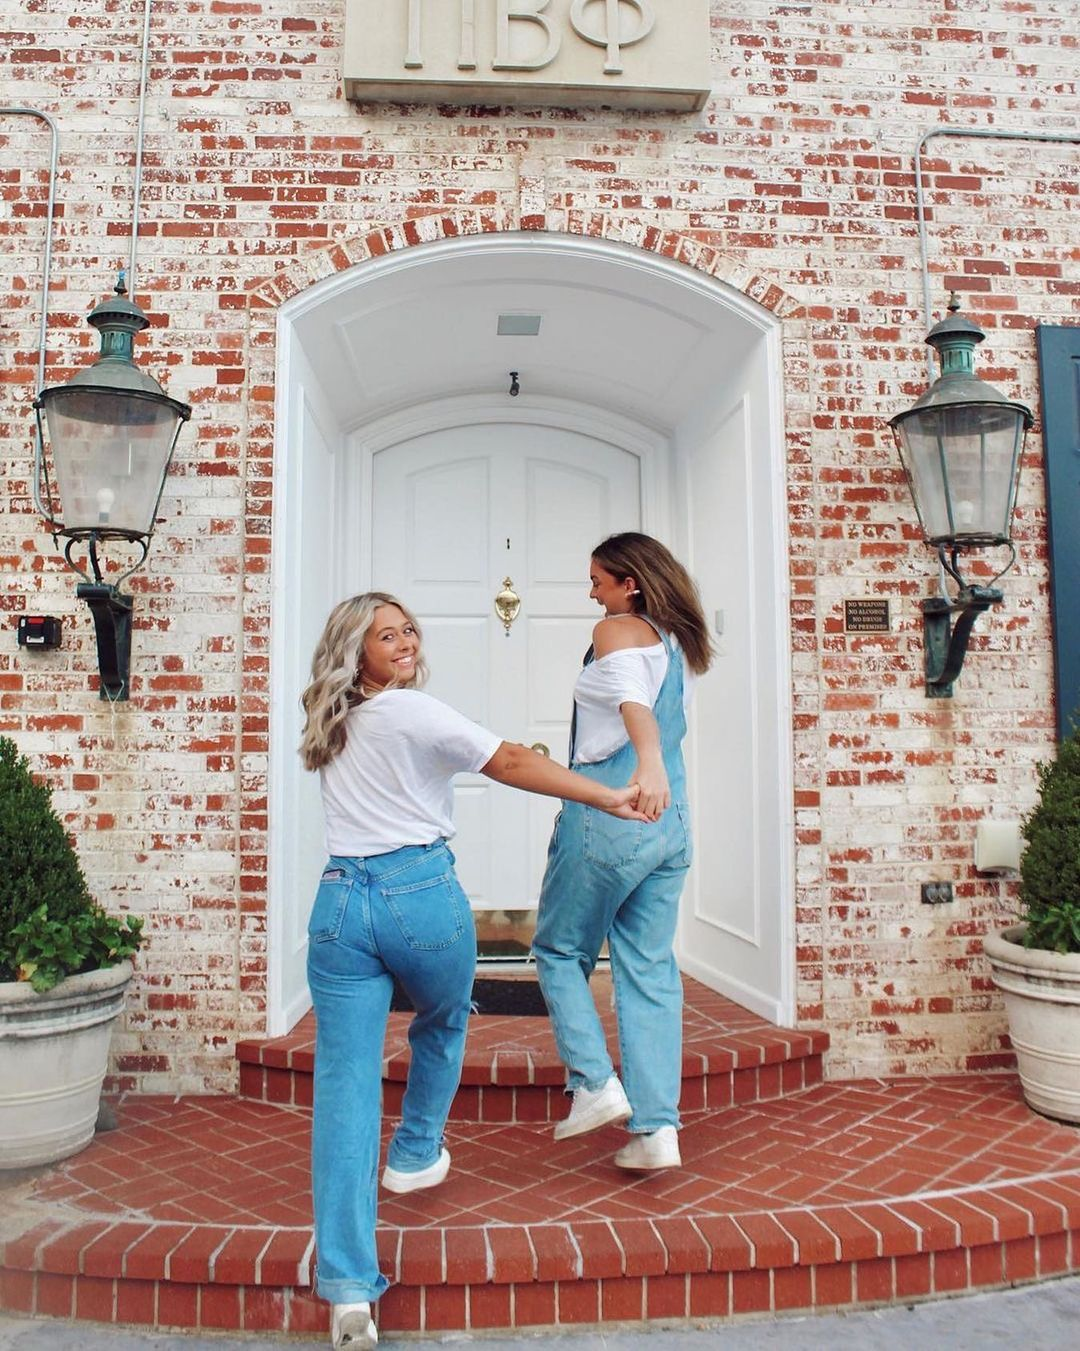 ΠΒΦ
NO WEAPONS
NO ALCOHOL
NO DRUGS
ON PREMISES